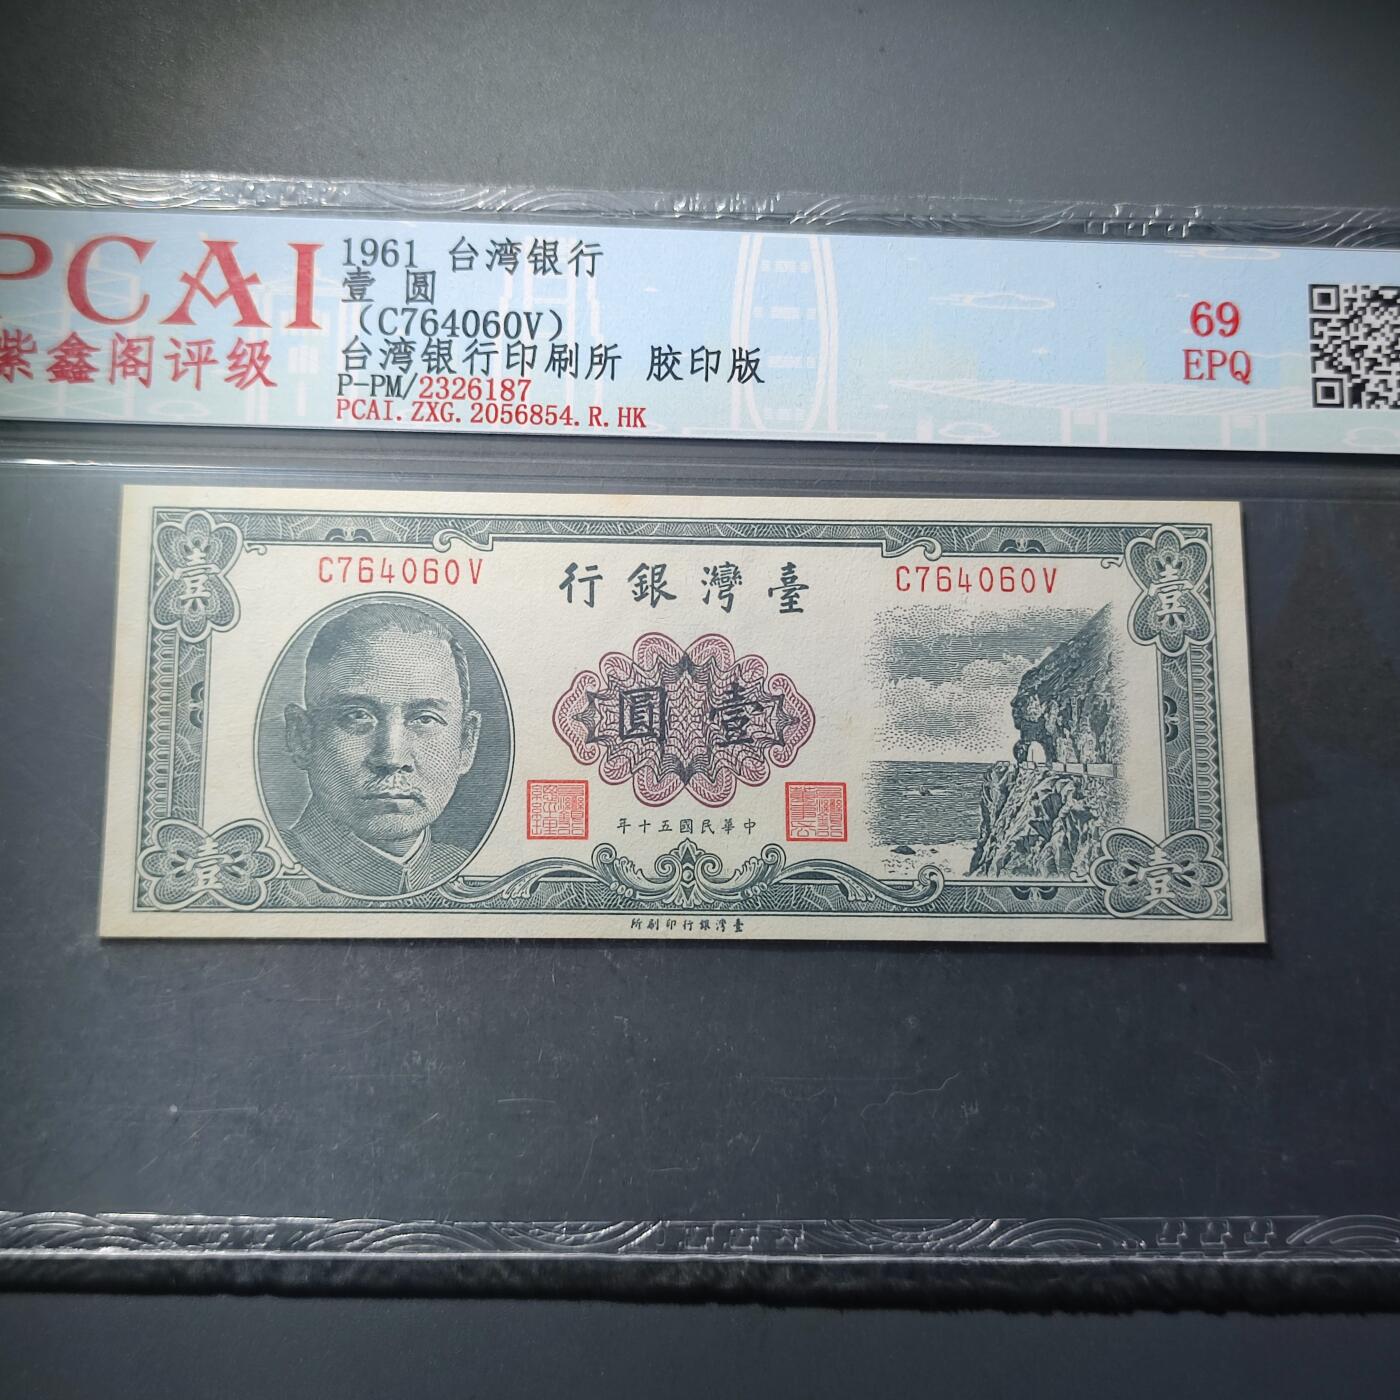 PCAI
紫鑫阁评级
1961 台湾银行
壹 圆
(C764060V)
台湾银行印刷所 胶印版
P-PM/2326187
PCAI.ZXG.2056854.R.HK
69
EPQ
壹
壹
C764060V
行銀灣臺
C764060V
圓壹
年十五國民華中
壹
壹
所刷印行銀灣臺